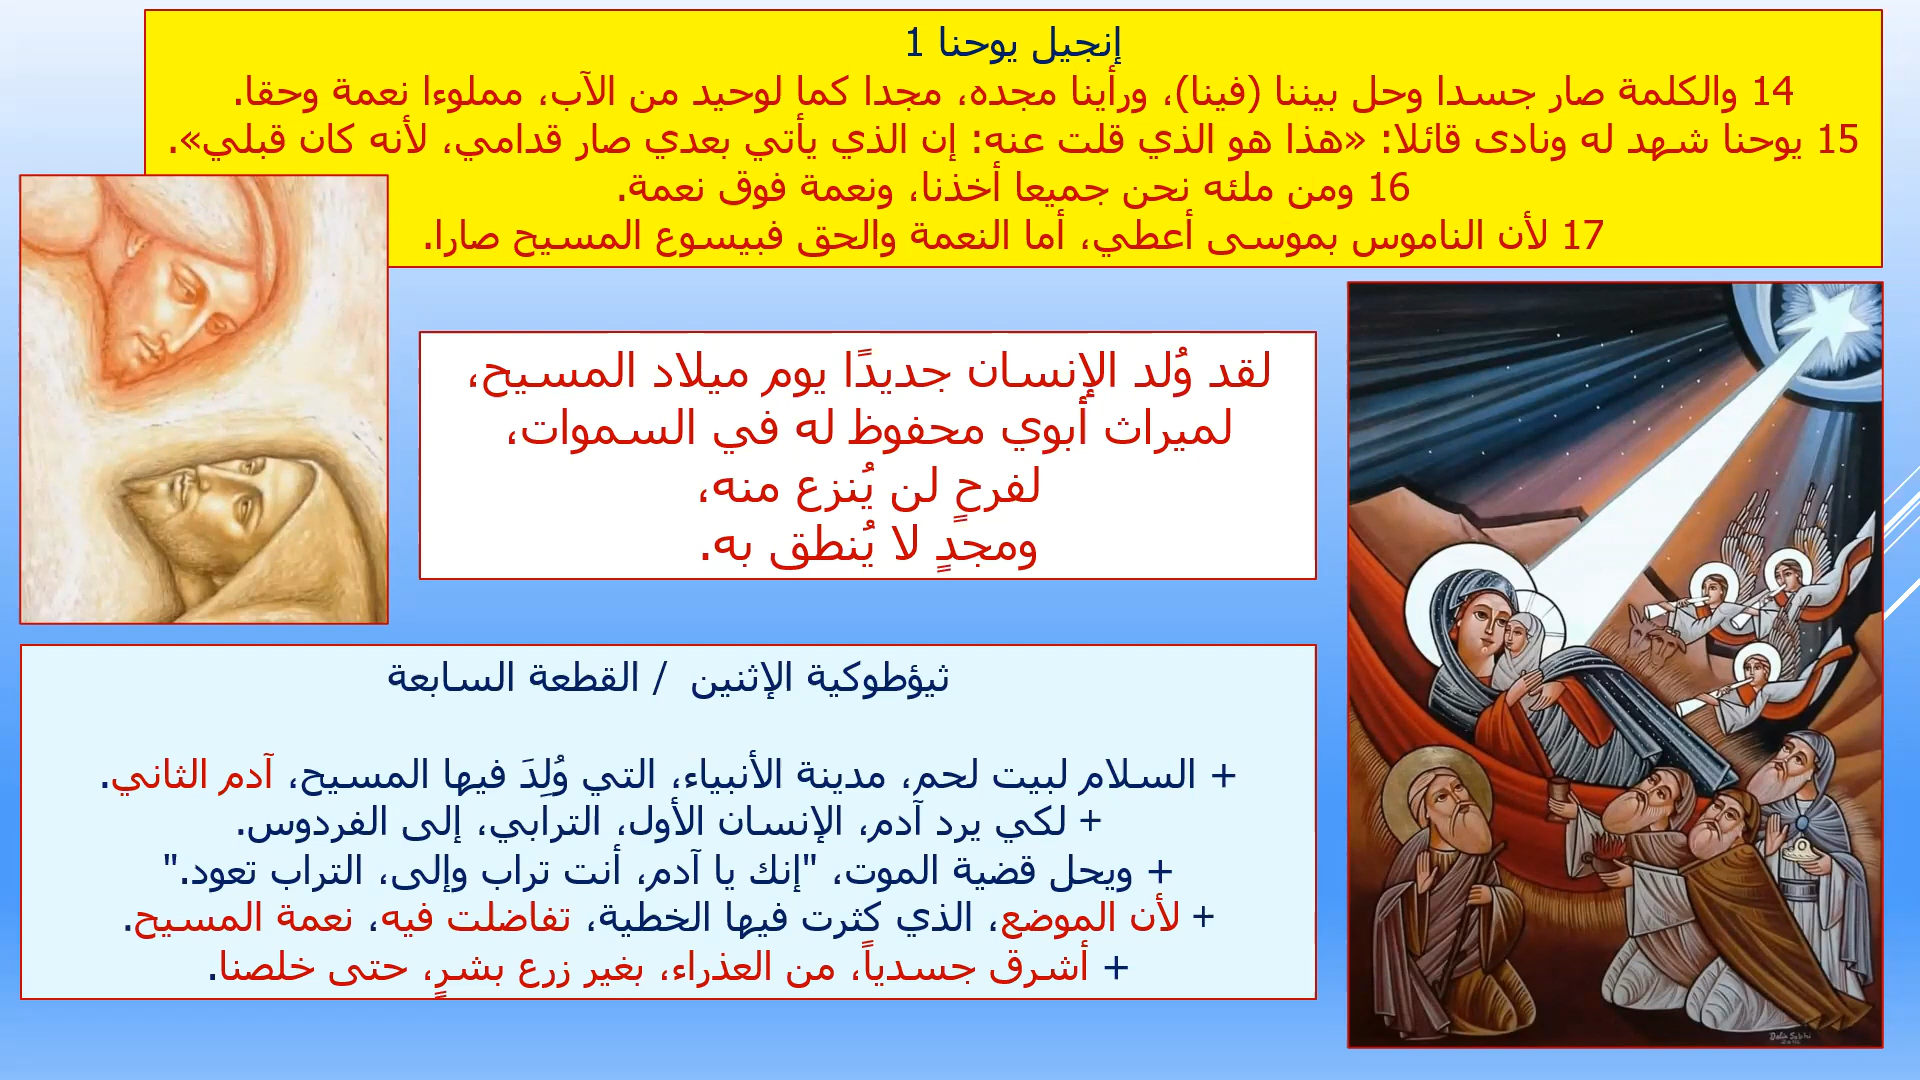 إنجيل يوحنا 1
14 والكلمة صار جسدا وحل بيننا (فينا)، ورأينا مجده، مجدا كما لوحيد من الآب، مملوءا نعمة وحقا.
15 يوحنا شهد له ونادى قائلا: «هذا هو الذي قلت عنه: إن الذي يأتي بعدي صار قدامي، لأنه كان قبلي».
16 ومن ملئه نحن جميعا أخذنا، ونعمة فوق نعمة.
17 لأن الناموس بموسى أعطي، أما النعمة والحق فبيسوع المسيح صارا.
لقد وُلد الإنسان جديدًا يوم ميلاد المسيح،
لميراث أبوي محفوظ له في السموات،
لفرحٍ لن يُنزع منه،
ومجدٍ لا يُنطق به.
ثيؤطوكية الإثنين / القطعة السابعة
+ السلام لبيت لحم، مدينة الأنبياء، التي وُلِدَ فيها المسيح، آدم الثاني.
+ لكي يرد آدم، الإنسان الأول، الترابي، إلى الفردوس.
+ ويحل قضية الموت، "إنك يا آدم، أنت تراب وإلى، التراب تعود."
+ لأن الموضع، الذي كثرت فيها الخطية، تفاضلت فيه، نعمة المسيح.
+ أشرق جسدياً، من العذراء، بغير زرع بشرٍ، حتى خلصنا.